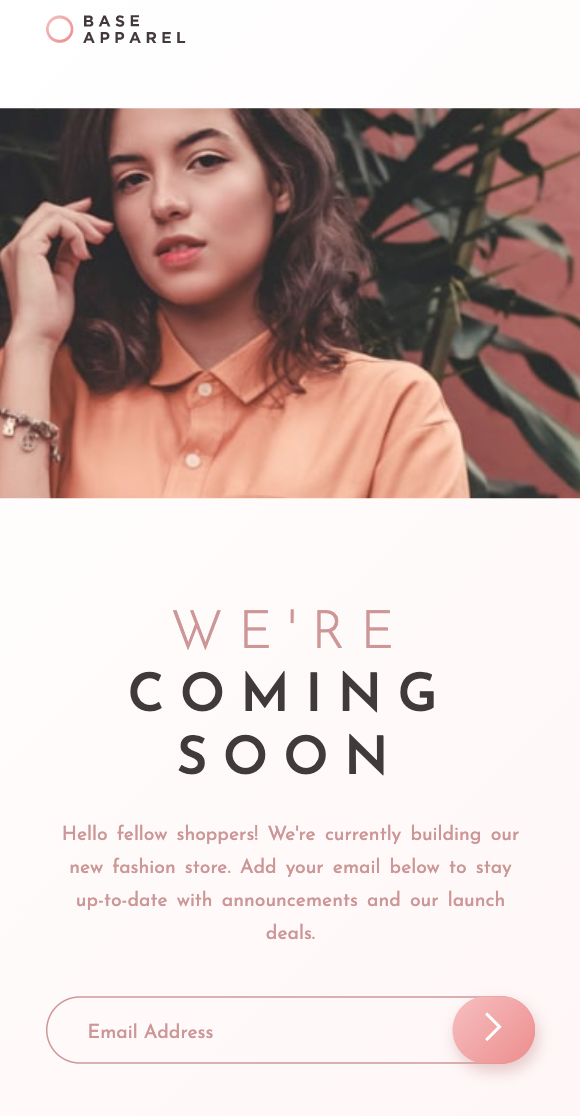 BASE
APPAREL
WE'RE
COMING
SOON
Hello fellow shoppers! We're currently building our
new fashion store. Add your email below to stay
up-to-date with announcements and our launch
deals.
Email Address